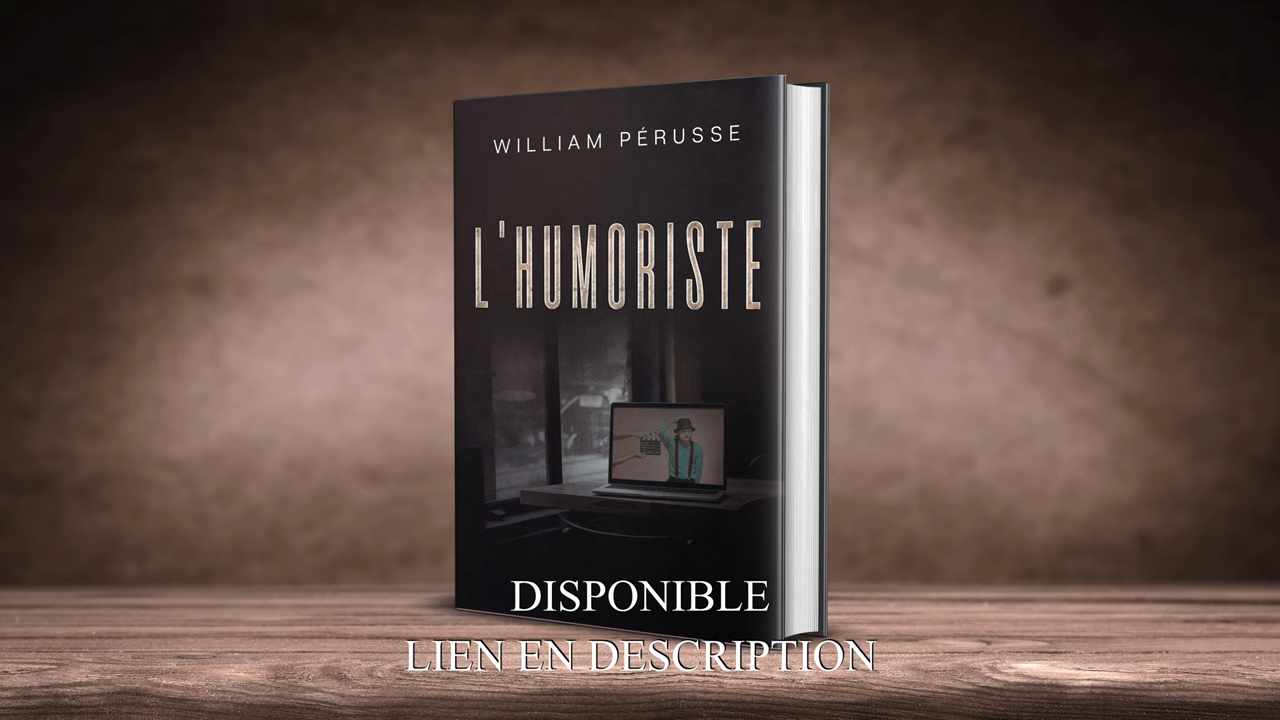 WILLIAM PÉRUSSE
L'HUMORISTE
DISPONIBLE
LIEN EN DESCRIPTION